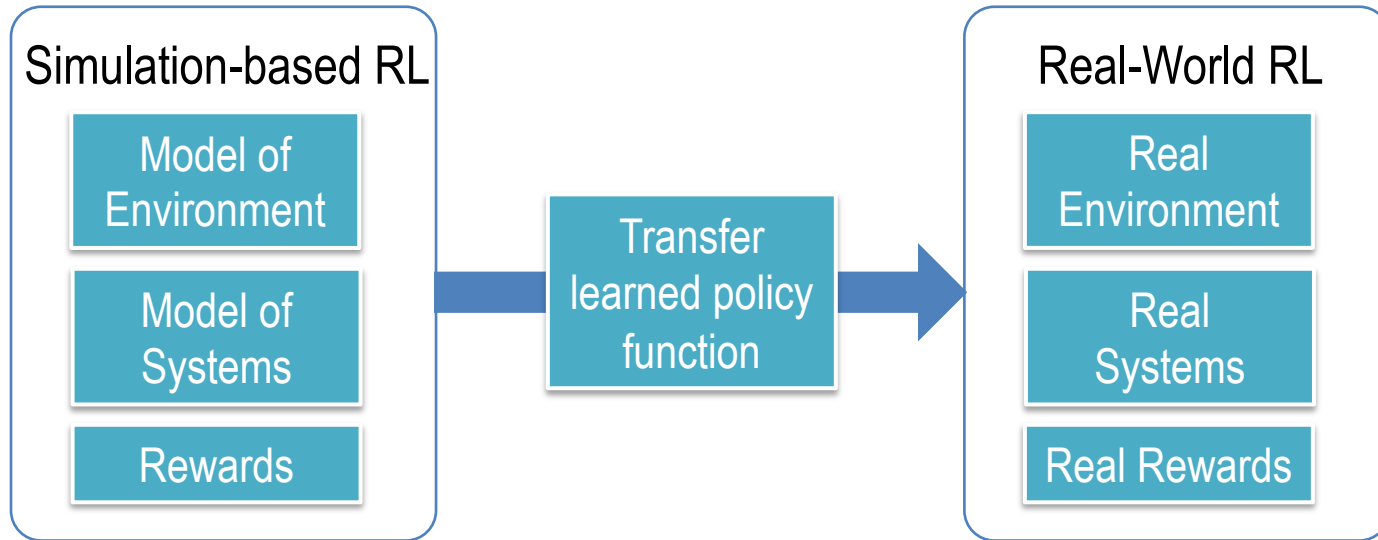 Simulation-based RL
Model of
Environment
Model of
Systems
Rewards
Transfer
learned policy
function
Real-World RL
Real
Environment
Real
Systems
Real Rewards